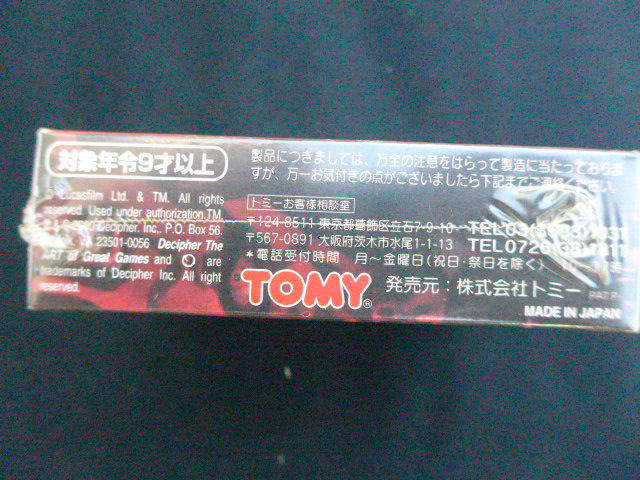 対象年令9才以上
Lucasfilm Ltd. & TM. All rights
reserved. Used under authorization.TM
Decipher Inc. P.O. Box 56.
23501-0056 Decipher The
ART of Great Games and are
trademarks of Decipher Inc. All right
reserved.
製品につきましては、万全の注意をはらって製造に当たっておりま
すが、万一お気付きの点がございましたら下記までご連絡ください。
トミーお客様相談室
〒124-8511 東京都葛飾区立石7-9-10 TEL03
〒567-0891 大阪府茨木市水尾1-1-13 TEL0726
*電話受付時間 月~金曜日(祝日・祭日を除く)
TOMY® 発売元:株式会社トミー
MADE IN JAPAN